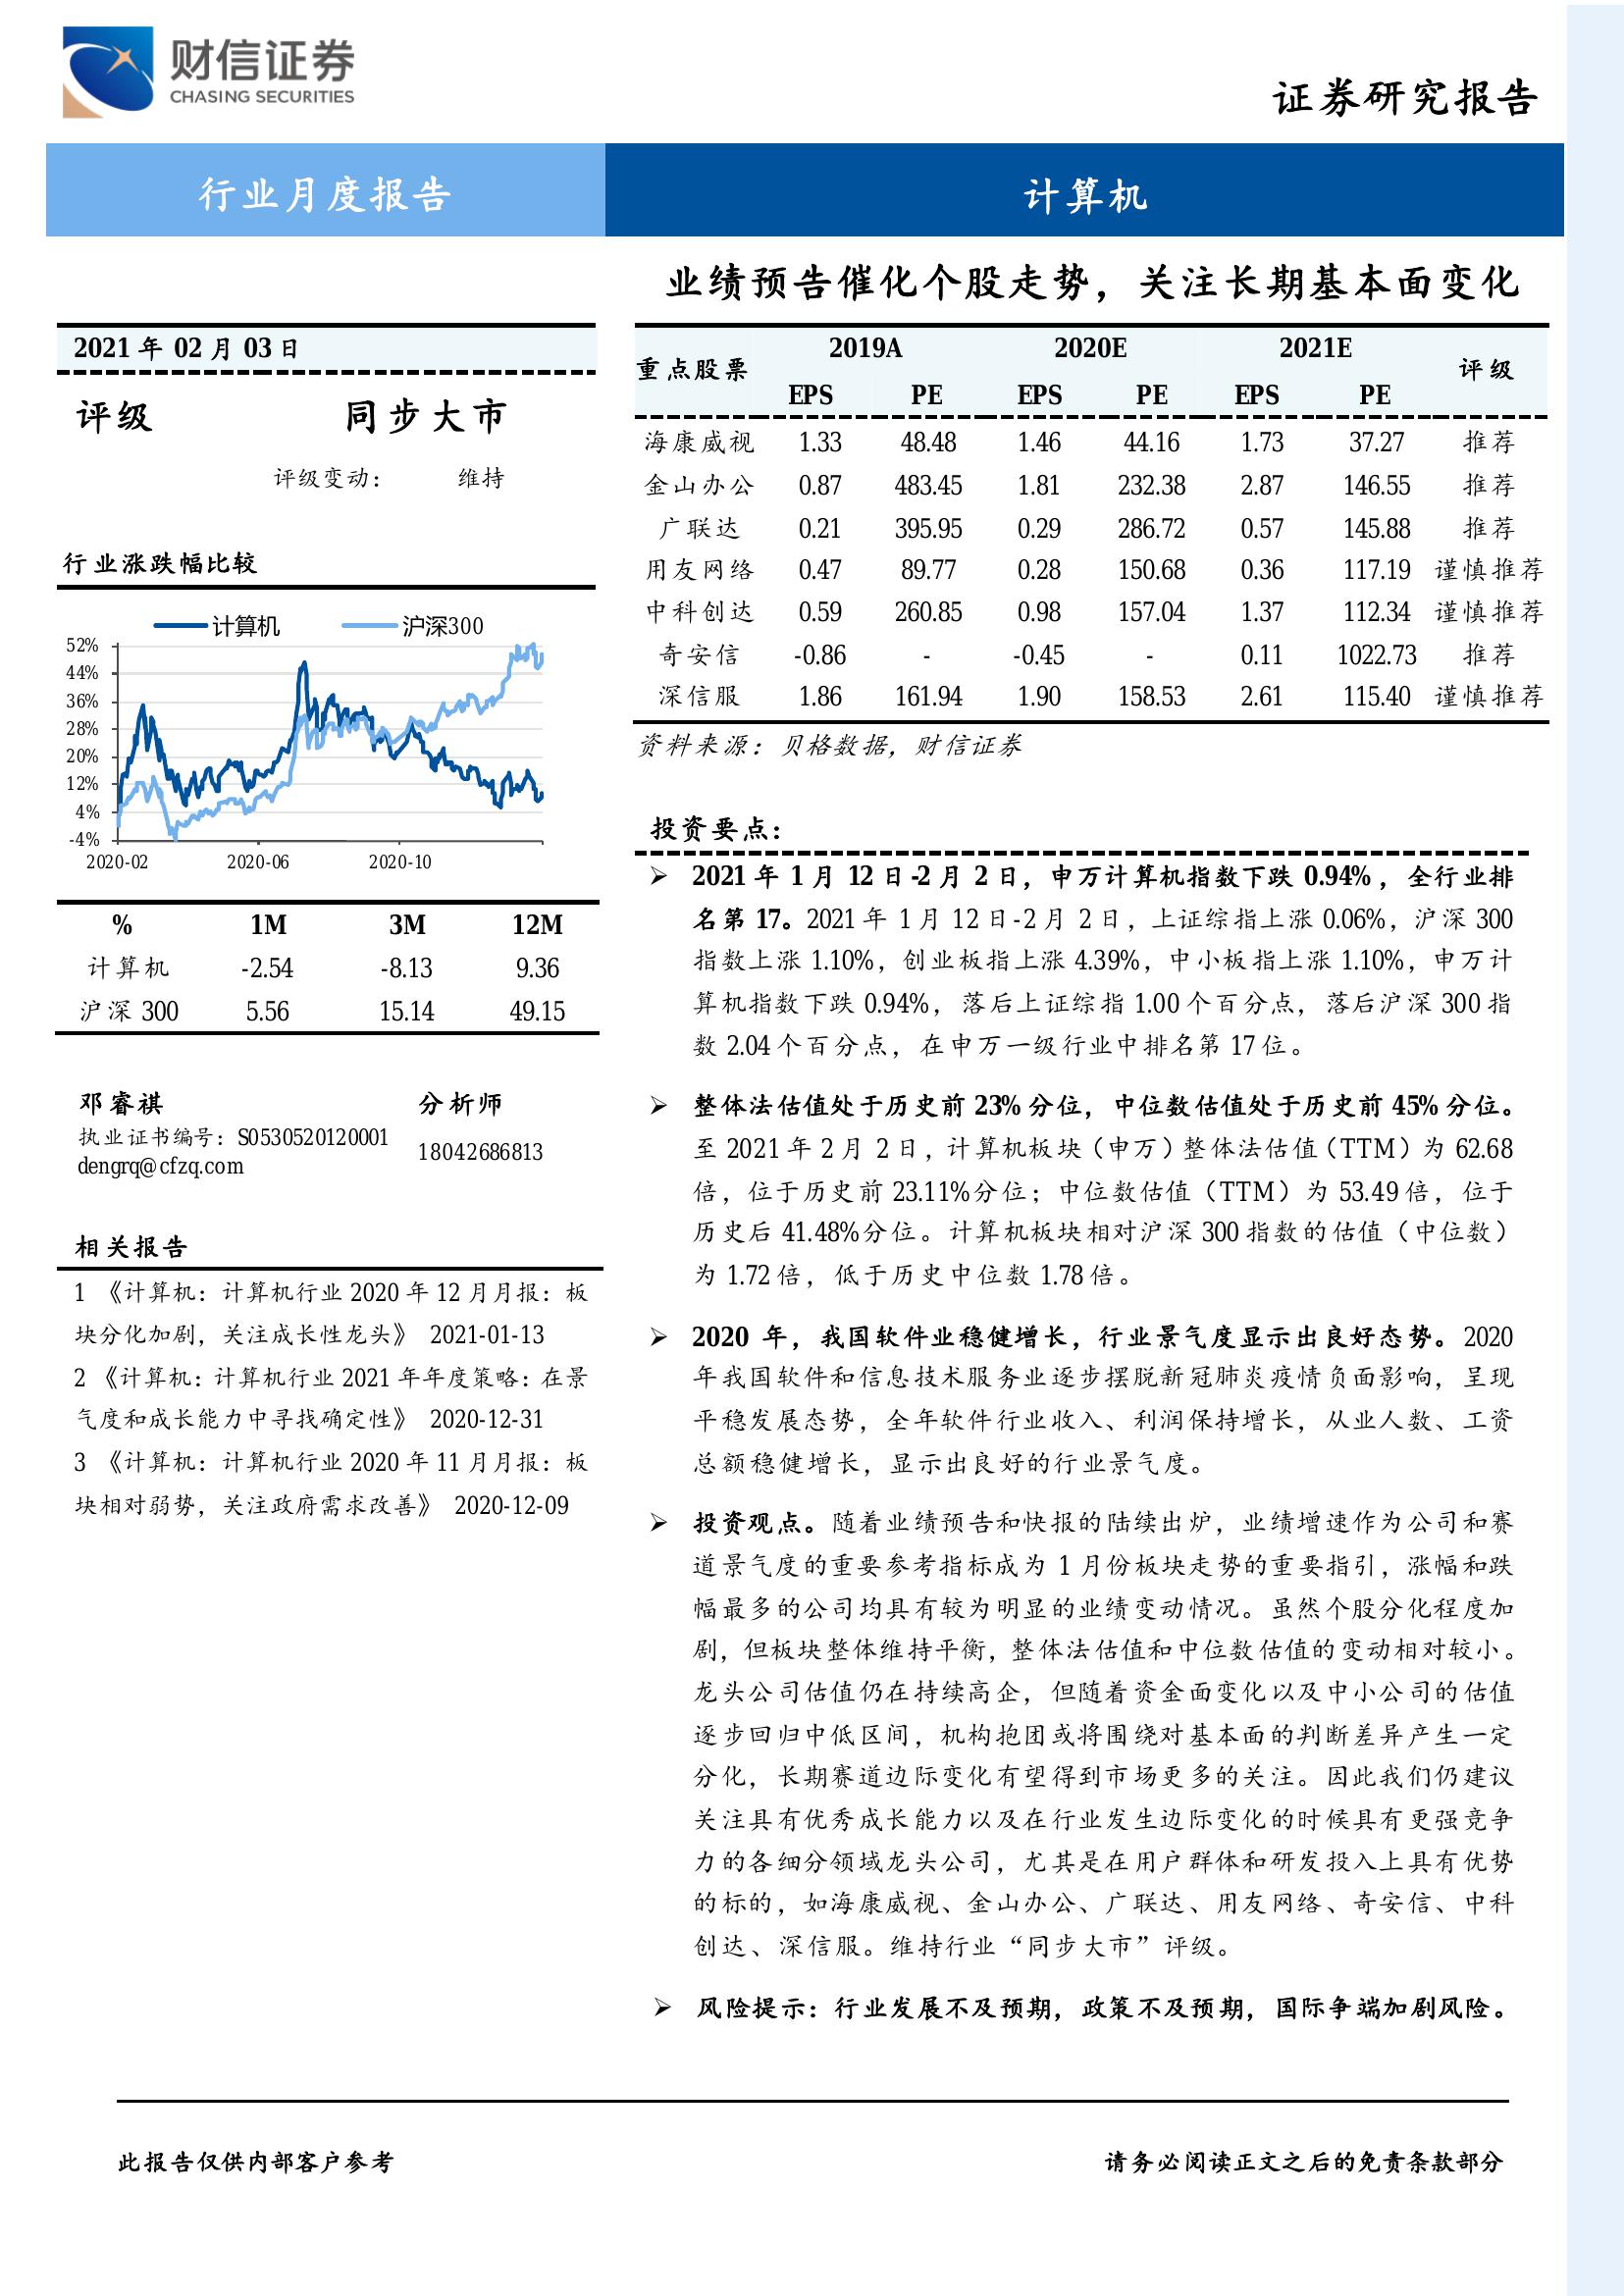 财信证券
CHASING SECURITIES
证券研究报告
行业月度报告
计算机
业绩预告催化个股走势，关注长期基本面变化
2021 年 02 月 03 日
评级 同步大市
评级变动： 维持
行业涨跌幅比较
计算机 沪深300
52%
44%
36%
28%
20%
12%
4%
-4%
2020-02 2020-06 2020-10
% 1M 3M 12M
计算机 -2.54 -8.13 9.36
沪深 300 5.56 15.14 49.15
邓睿祺 分析师
执业证书编号：S0530520120001 18042686813
dengrq@cfzq.com
相关报告
1 《计算机：计算机行业 2020 年 12 月月报：板
块分化加剧，关注成长性龙头》 2021-01-13
2 《计算机：计算机行业 2021 年年度策略：在景
气度和成长能力中寻找确定性》 2020-12-31
3 《计算机：计算机行业 2020 年 11 月月报：板
块相对弱势，关注政府需求改善》 2020-12-09
重点股票 2019A 2020E 2021E 评级
EPS PE EPS PE EPS PE
海康威视 1.33 48.48 1.46 44.16 1.73 37.27 推荐
金山办公 0.87 483.45 1.81 232.38 2.87 146.55 推荐
广联达 0.21 395.95 0.29 286.72 0.57 145.88 推荐
用友网络 0.47 89.77 0.28 150.68 0.36 117.19 谨慎推荐
中科创达 0.59 260.85 0.98 157.04 1.37 112.34 谨慎推荐
奇安信 -0.86 - -0.45 - 0.11 1022.73 推荐
深信服 1.86 161.94 1.90 158.53 2.61 115.40 谨慎推荐
资料来源：贝格数据，财信证券
投资要点：
➢ 2021 年 1 月 12 日-2 月 2 日，申万计算机指数下跌 0.94%，全行业排
名第 17。2021 年 1 月 12 日-2 月 2 日，上证综指上涨 0.06%，沪深 300
指数上涨 1.10%，创业板指上涨 4.39%，中小板指上涨 1.10%，申万计
算机指数下跌 0.94%，落后上证综指 1.00 个百分点，落后沪深 300 指
数 2.04 个百分点，在申万一级行业中排名第 17 位。
➢ 整体法估值处于历史前 23%分位，中位数估值处于历史前 45%分位。
至 2021 年 2 月 2 日，计算机板块（申万）整体法估值（TTM）为 62.68
倍，位于历史前 23.11%分位；中位数估值（TTM）为 53.49 倍，位于
历史后 41.48%分位。计算机板块相对沪深 300 指数的估值（中位数）
为 1.72 倍，低于历史中位数 1.78 倍。
➢ 2020 年，我国软件业稳健增长，行业景气度显示出良好态势。2020
年我国软件和信息技术服务业逐步摆脱新冠肺炎疫情负面影响，呈现
平稳发展态势，全年软件行业收入、利润保持增长，从业人数、工资
总额稳健增长，显示出良好的行业景气度。
➢ 投资观点。随着业绩预告和快报的陆续出炉，业绩增速作为公司和赛
道景气度的重要参考指标成为 1 月份板块走势的重要指引，涨幅和跌
幅最多的公司均具有较为明显的业绩变动情况。虽然个股分化程度加
剧，但板块整体维持平衡，整体法估值和中位数估值的变动相对较小。
龙头公司估值仍在持续高企，但随着资金面变化以及中小公司的估值
逐步回归中低区间，机构抱团或将围绕对基本面的判断差异产生一定
分化，长期赛道边际变化有望得到市场更多的关注。因此我们仍建议
关注具有优秀成长能力以及在行业发生边际变化的时候具有更强竞争
力的各细分领域龙头公司，尤其是在用户群体和研发投入上具有优势
的标的，如海康威视、金山办公、广联达、用友网络、奇安信、中科
创达、深信服。维持行业“同步大市”评级。
➢ 风险提示：行业发展不及预期，政策不及预期，国际争端加剧风险。
此报告仅供内部客户参考 请务必阅读正文之后的免责条款部分